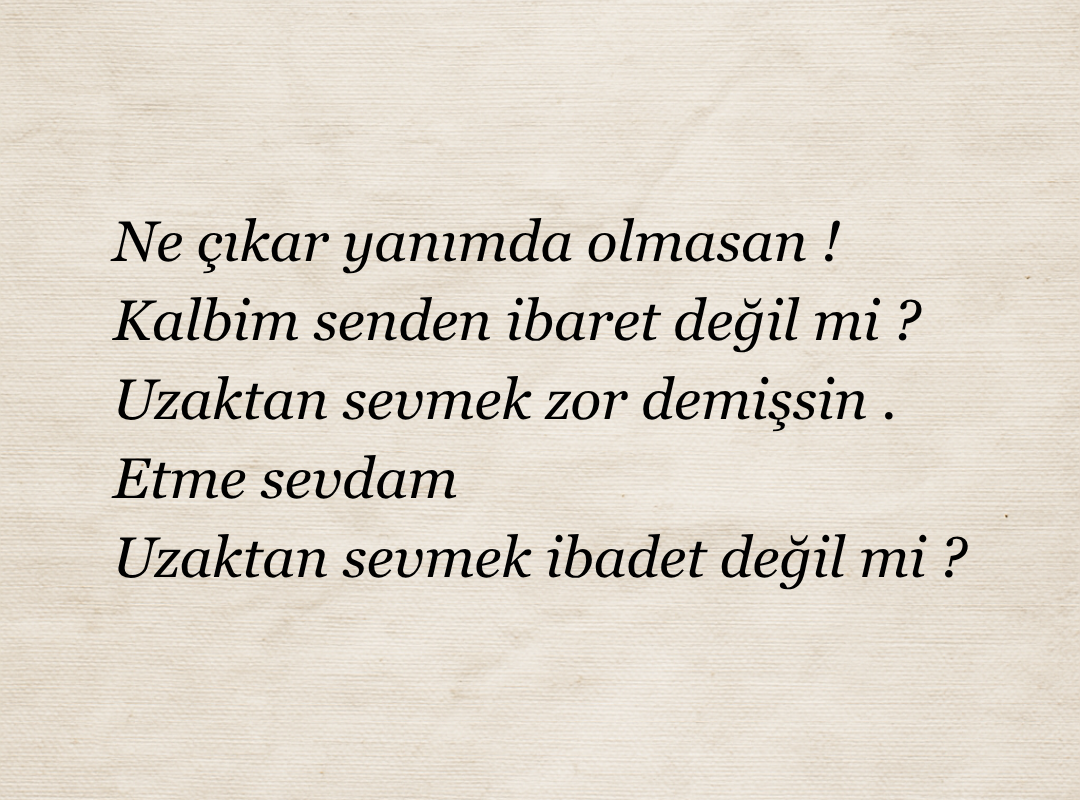 Ne çıkar yanımda olmasan !
Kalbim senden ibaret değil mi ?
Uzaktan sevmek zor demişsin .
Etme sevdam
Uzaktan sevmek ibadet değil mi ?